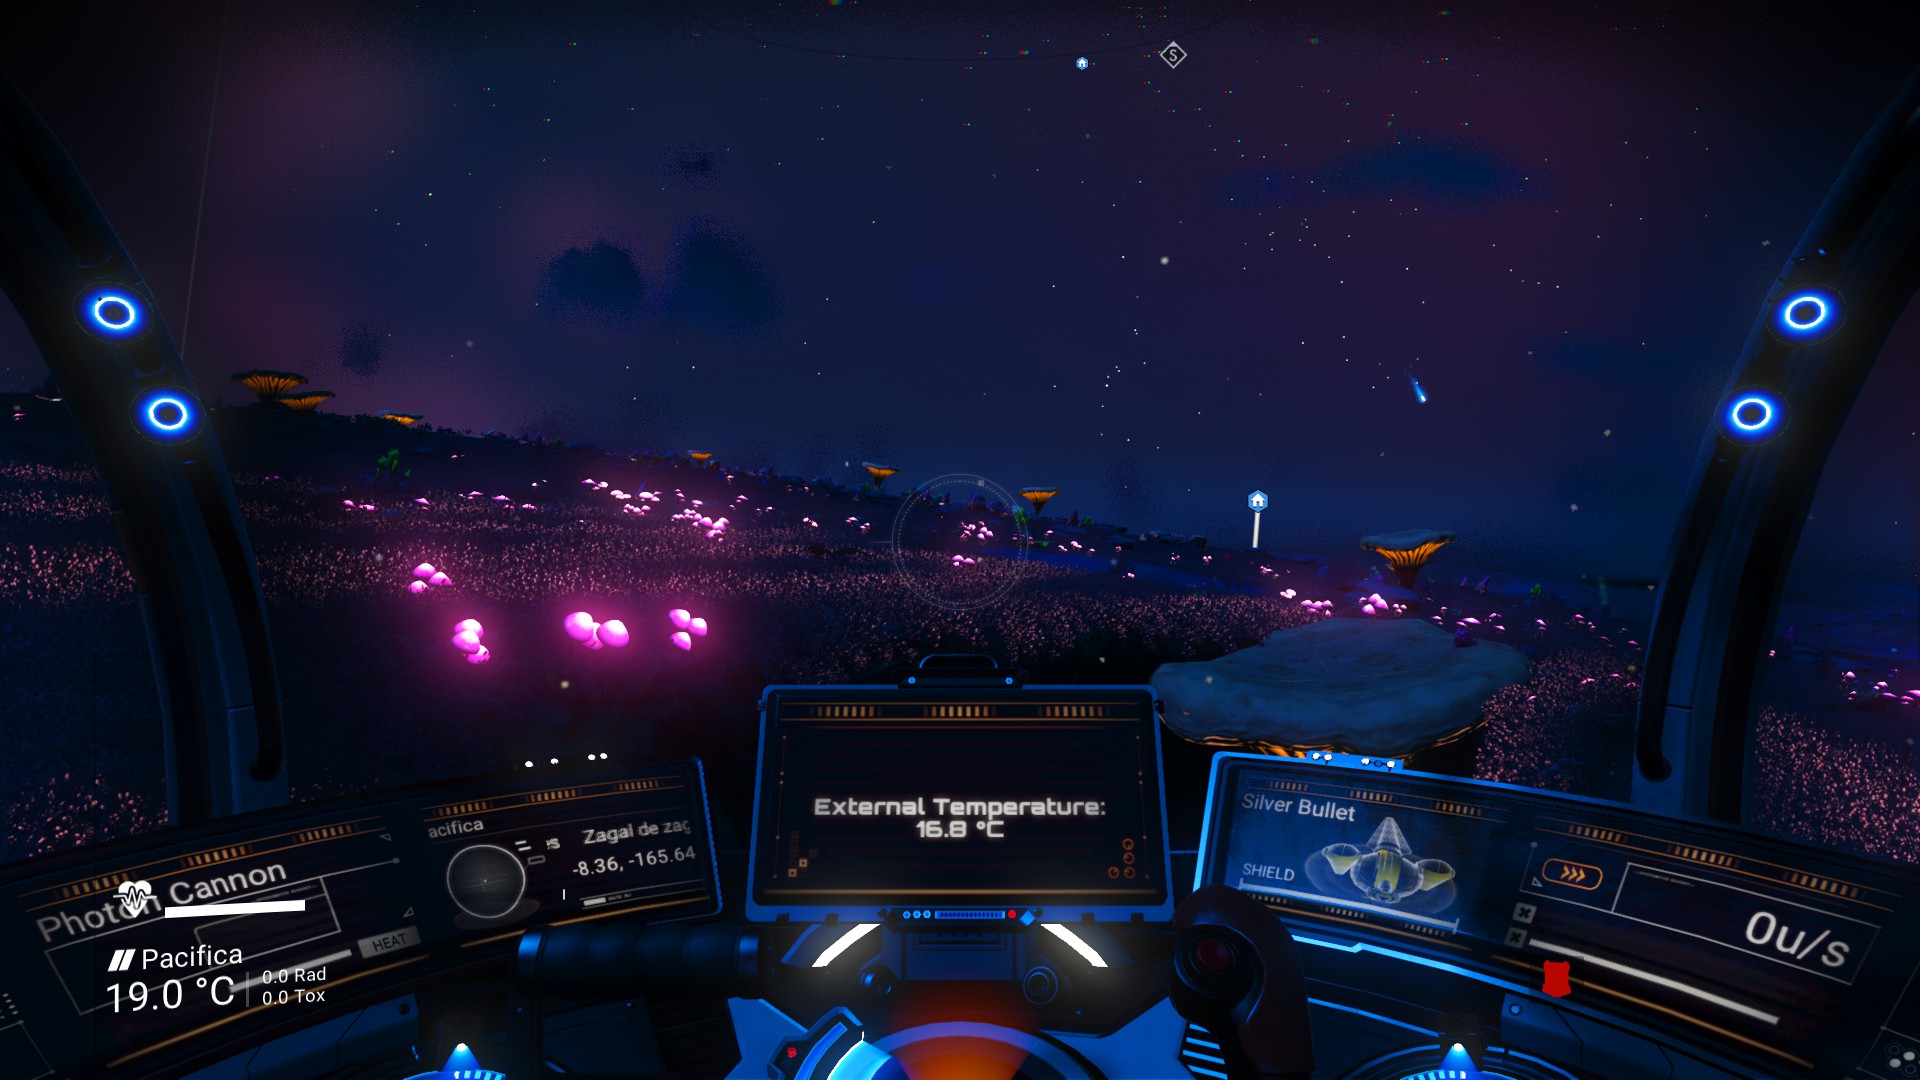 S
External Temperature:
16.8 °C
Photon Cannon
HEAT
acifica
Zagal de zag
-8.36, -165.64
Silver Bullet
SHIELD
0u/s
Pacifica
19.0 °C
0.0 Rad
0.0 Tox